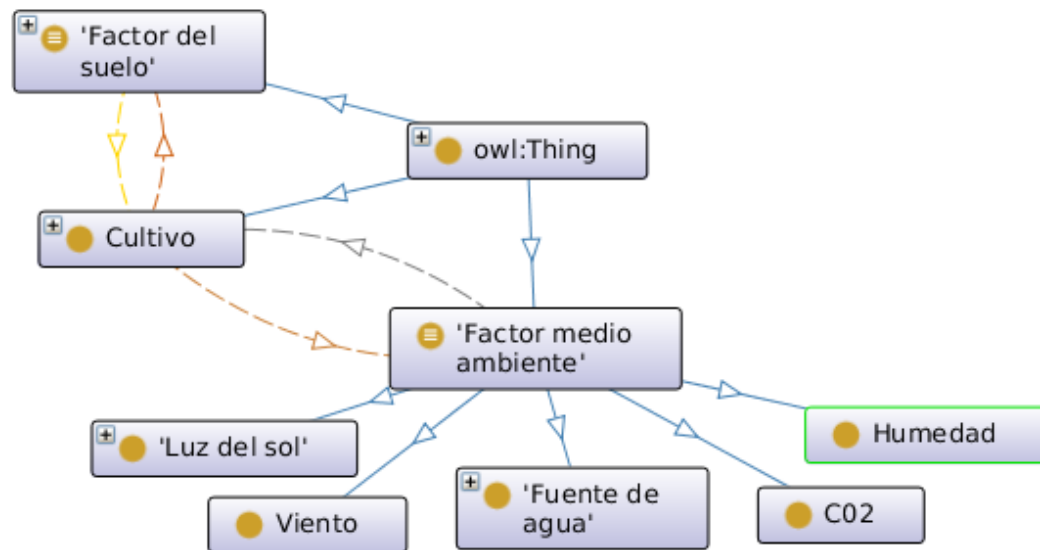 'Factor del
suelo'
owl:Thing
Cultivo
'Factor medio
ambiente'
'Luz del sol'
Viento
'Fuente de
agua'
C02
Humedad